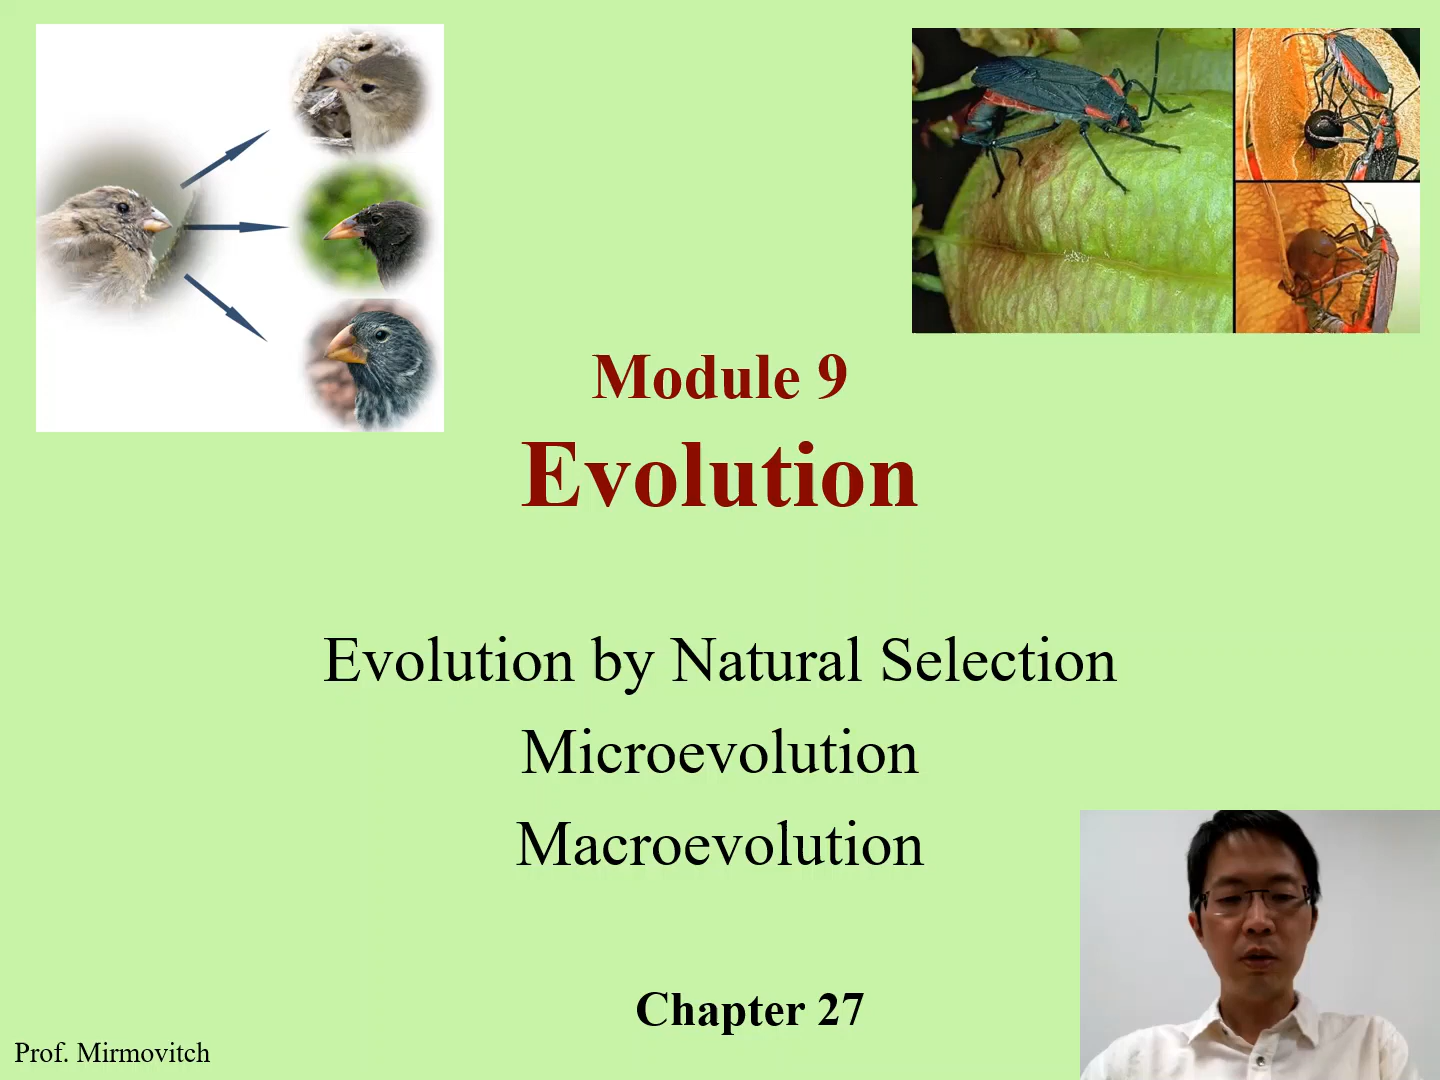 Module 9
Evolution
Evolution by Natural Selection
Microevolution
Macroevolution
Chapter 27
Prof. Mirmovitch